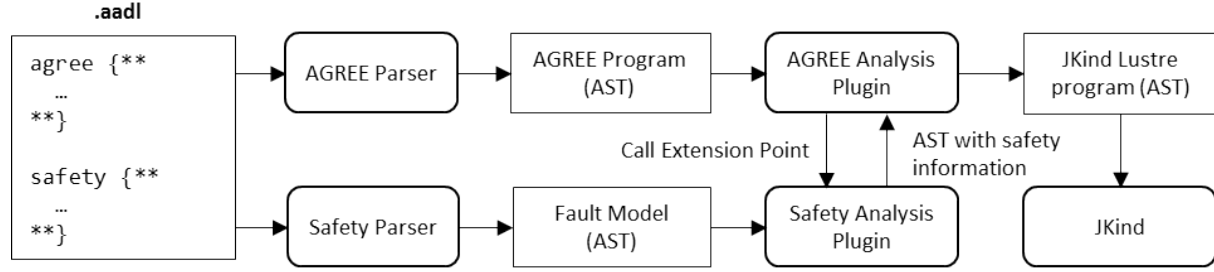 .aadl
agree {**
…
**}
safety {**
…
**}
AGREE Parser
AGREE Program
(AST)
AGREE Analysis
Plugin
JKind Lustre
program (AST)
Call Extension Point
AST with safety
information
Safety Parser
Fault Model
(AST)
Safety Analysis
Plugin
JKind